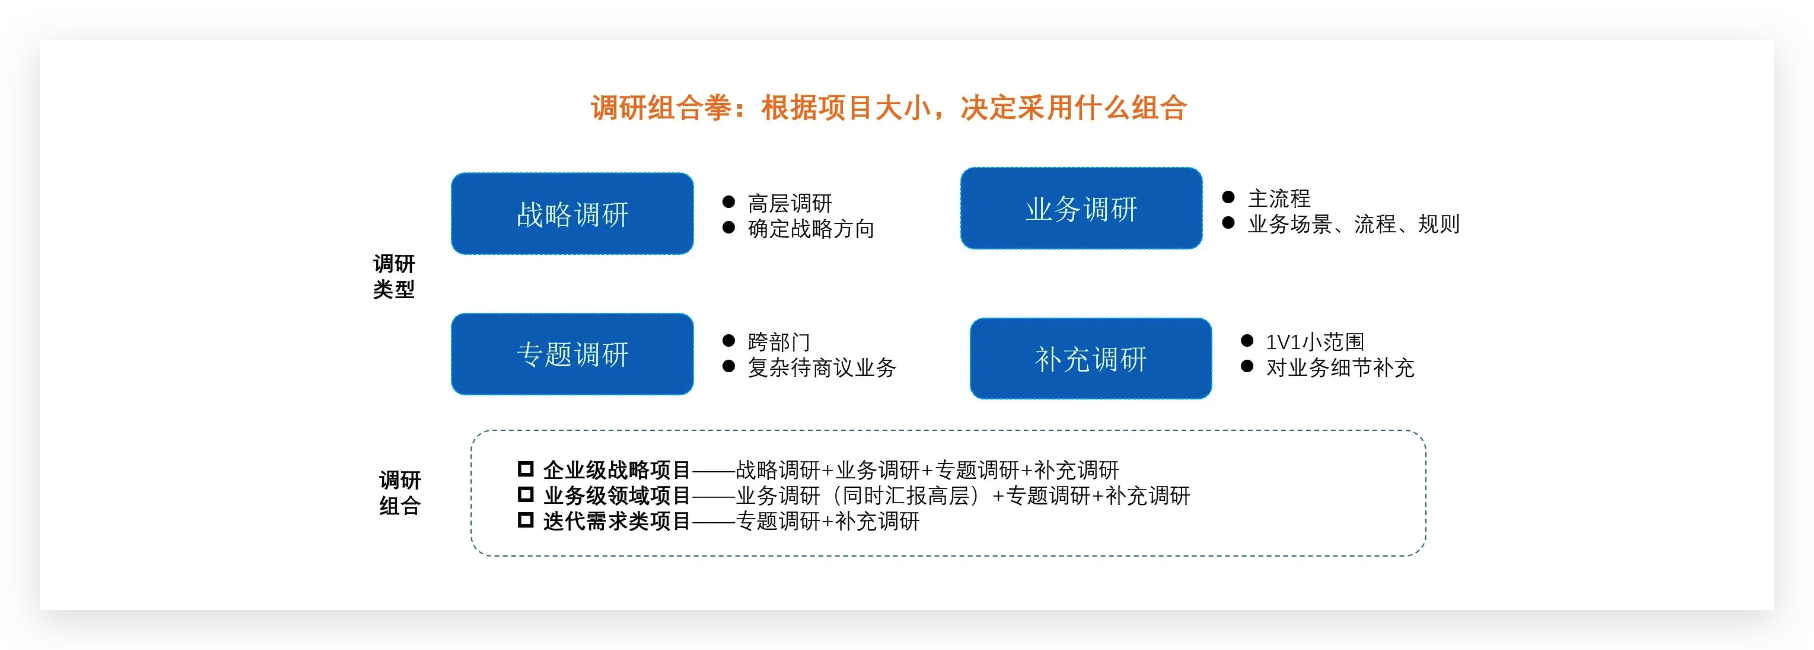 调研组合拳：根据项目大小，决定采用什么组合
调研
类型
战略调研
● 高层调研
● 确定战略方向
业务调研
● 主流程
● 业务场景、流程、规则
专题调研
● 跨部门
● 复杂待商议业务
补充调研
● 1V1小范围
● 对业务细节补充
调研
组合
❑ 企业级战略项目——战略调研+业务调研+专题调研+补充调研
❑ 业务级领域项目——业务调研（同时汇报高层）+专题调研+补充调研
❑ 迭代需求类项目——专题调研+补充调研